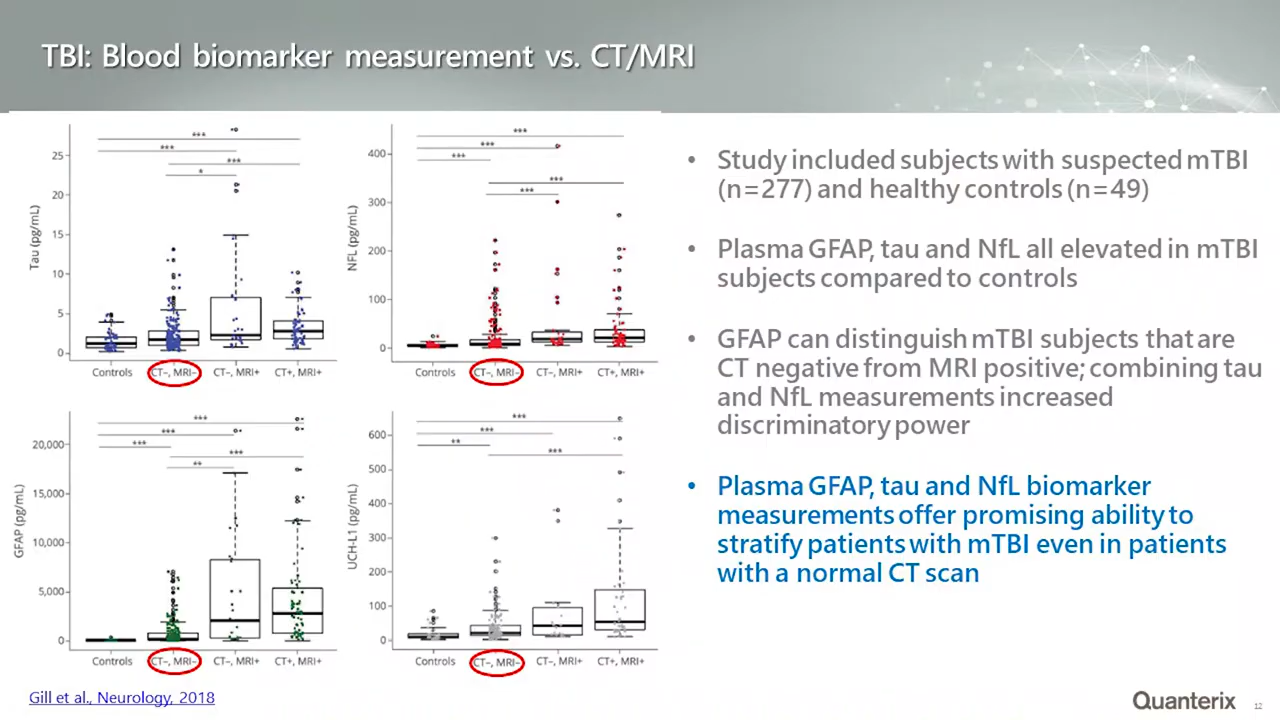 TBI: Blood biomarker measurement vs. CT/MRI
Tau (pg/mL)
25
20
15
10
5
0
***
***
***
*
Controls
CT−, MRI−
CT−, MRI+
CT+, MRI+
NFL (pg/mL)
400
300
200
100
0
***
***
***
***
***
Controls
CT−, MRI−
CT−, MRI+
CT+, MRI+
GFAP (pg/mL)
20,000
15,000
10,000
5,000
0
***
***
***
***
**
Controls
CT−, MRI−
CT−, MRI+
CT+, MRI+
UCH-L1 (pg/mL)
600
500
400
300
200
100
0
***
***
**
***
Controls
CT−, MRI−
CT−, MRI+
CT+, MRI+
• Study included subjects with suspected mTBI
(n=277) and healthy controls (n=49)
• Plasma GFAP, tau and NfL all elevated in mTBI
subjects compared to controls
• GFAP can distinguish mTBI subjects that are
CT negative from MRI positive; combining tau
and NfL measurements increased
discriminatory power
• Plasma GFAP, tau and NfL biomarker
measurements offer promising ability to
stratify patients with mTBI even in patients
with a normal CT scan
Gill et al., Neurology, 2018
Quanterix
12